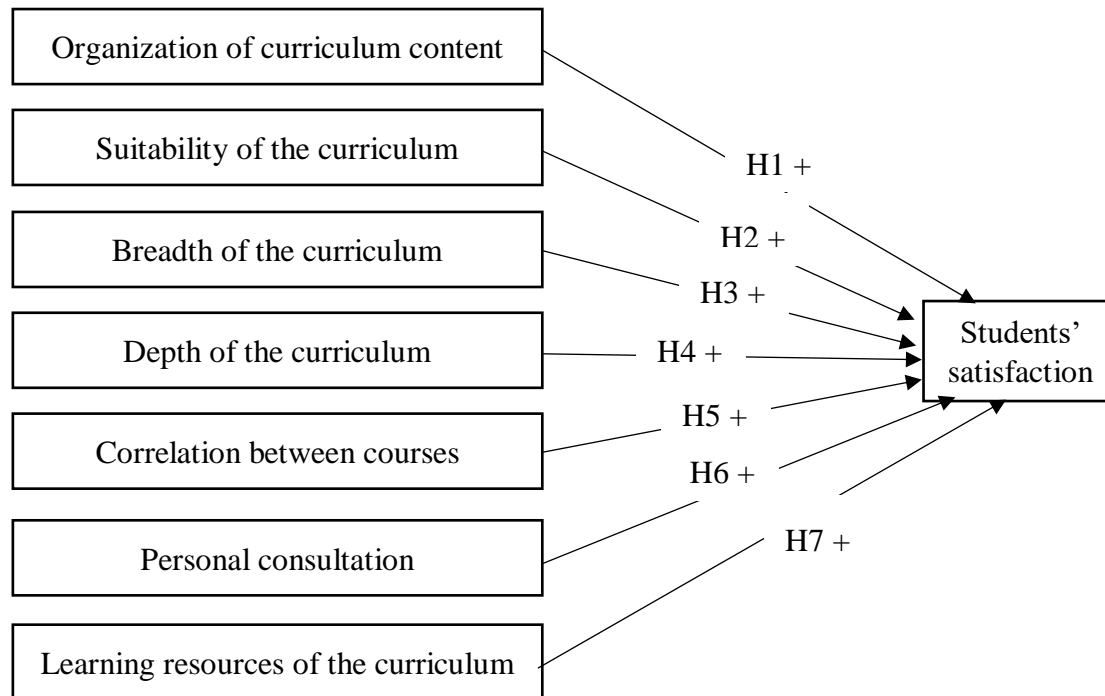 Organization of curriculum content
Suitability of the curriculum
H1 +
Breadth of the curriculum
H2 +
H3 +
Depth of the curriculum
H4 +
Students’
satisfaction
Correlation between courses
H5 +
H6 +
Personal consultation
H7 +
Learning resources of the curriculum